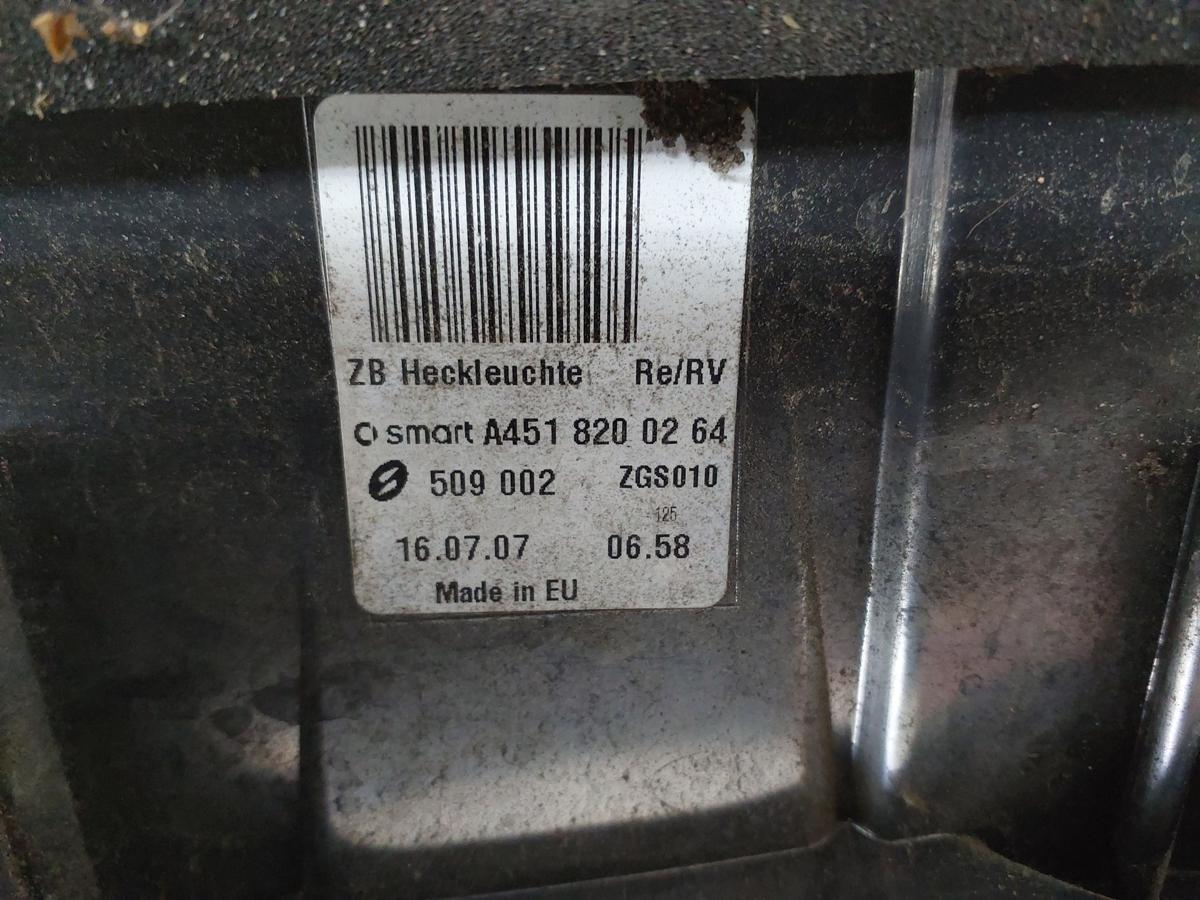 ZB Heckleuchte Re/RV
smart A451 820 02 64
509 002 ZGS010
125
16.07.07 06.58
Made in EU